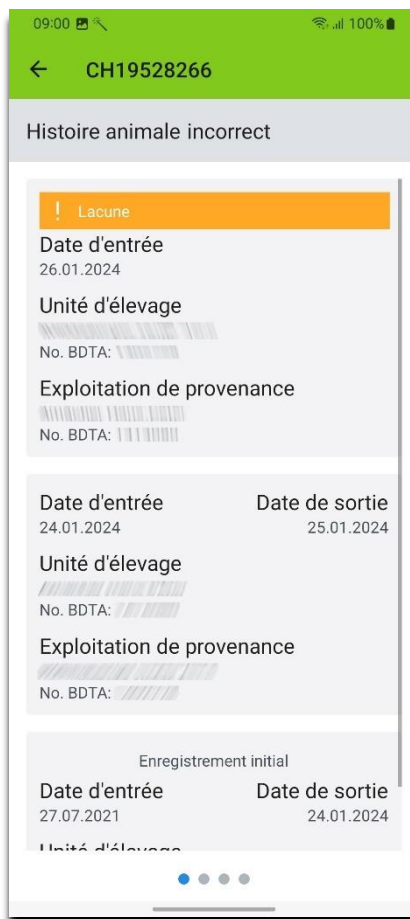 09:00 100%
CH19528266
Histoire animale incorrect
! Lacune
Date d'entrée
26.01.2024
Unité d'élevage
No. BDTA:
Exploitation de provenance
No. BDTA:
Date d'entrée Date de sortie
24.01.2024 25.01.2024
Unité d'élevage
No. BDTA:
Exploitation de provenance
No. BDTA:
Enregistrement initial
Date d'entrée Date de sortie
27.07.2021 24.01.2024
Unité d'élevage